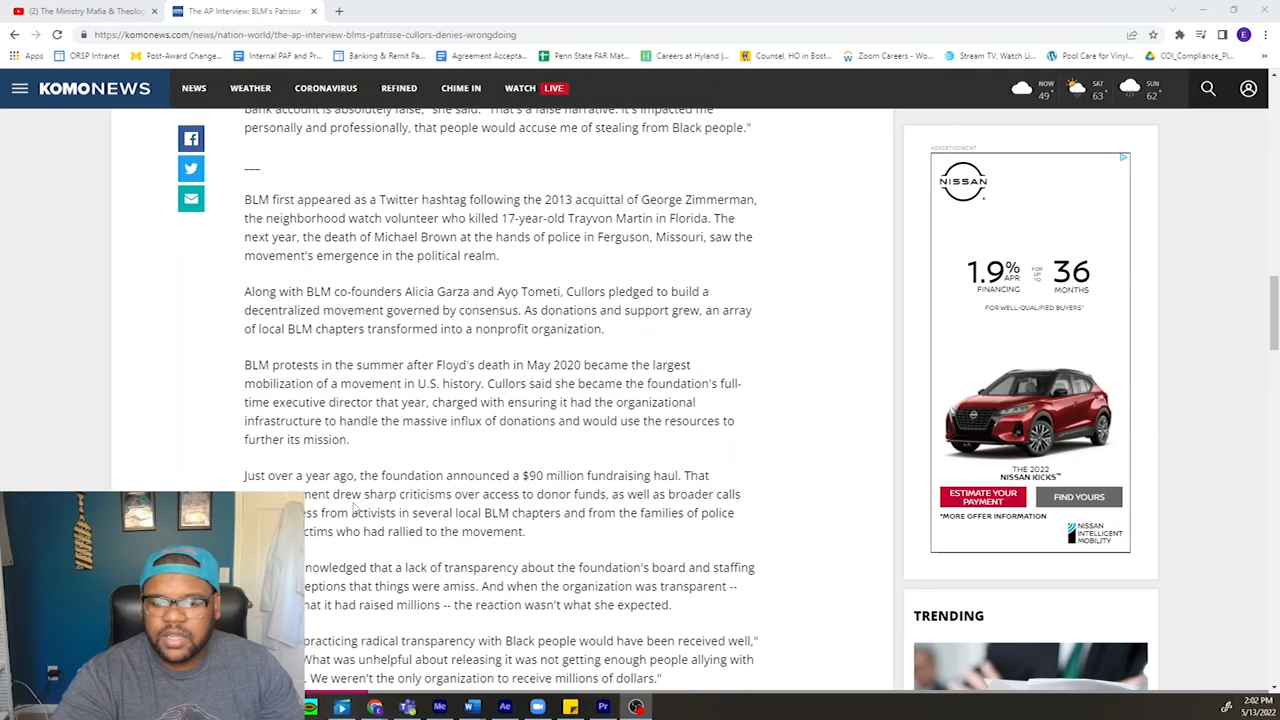 (2) The Ministry Mafia & Theolog
The AP Interview: BLM's Patrisse
https://komonews.com/news/nation-world/the-ap-interview-blms-patrisse-cullors-denies-wrongdoing
E
Apps
ORSP Intranet
Post-Award Change...
Internal PAF and Pr...
Banking & Remit Pa...
Agreement Accepta...
Penn State FAR Mat...
Careers at Hyland |...
Counsel, HO in Bost...
Zoom Careers - Wo...
Stream TV, Watch Li...
Pool Care for Vinyl...
COI_Compliance_Pl...
KOMONEWS
NEWS
WEATHER
CORONAVIRUS
REFINED
CHIME IN
WATCH LIVE
NOW
49°
SAT
63°
SUN
62°
bank account is absolutely false," she said. "That's a false narrative. It's impacted me
personally and professionally, that people would accuse me of stealing from Black people."
___
BLM first appeared as a Twitter hashtag following the 2013 acquittal of George Zimmerman,
the neighborhood watch volunteer who killed 17-year-old Trayvon Martin in Florida. The
next year, the death of Michael Brown at the hands of police in Ferguson, Missouri, saw the
movement's emergence in the political realm.
Along with BLM co-founders Alicia Garza and Ayọ Tometi, Cullors pledged to build a
decentralized movement governed by consensus. As donations and support grew, an array
of local BLM chapters transformed into a nonprofit organization.
BLM protests in the summer after Floyd's death in May 2020 became the largest
mobilization of a movement in U.S. history. Cullors said she became the foundation's full-
time executive director that year, charged with ensuring it had the organizational
infrastructure to handle the massive influx of donations and would use the resources to
further its mission.
Just over a year ago, the foundation announced a $90 million fundraising haul. That
ment drew sharp criticisms over access to donor funds, as well as broader calls
ss from activists in several local BLM chapters and from the families of police
ctims who had rallied to the movement.
nowledged that a lack of transparency about the foundation's board and staffing
eptions that things were amiss. And when the organization was transparent --
hat it had raised millions -- the reaction wasn't what she expected.
practicing radical transparency with Black people would have been received well,"
What was unhelpful about releasing it was not getting enough people allying with
. We weren't the only organization to receive millions of dollars."
ADVERTISEMENT
NISSAN
1.9% APR
FINANCING
FOR
UP
TO
36
MONTHS
FOR WELL-QUALIFIED BUYERS*
THE 2022
NISSAN KICKS™
ESTIMATE YOUR
PAYMENT
FIND YOURS
*MORE OFFER INFORMATION
NISSAN
INTELLIGENT
MOBILITY
TRENDING
2:02 PM
5/13/2022